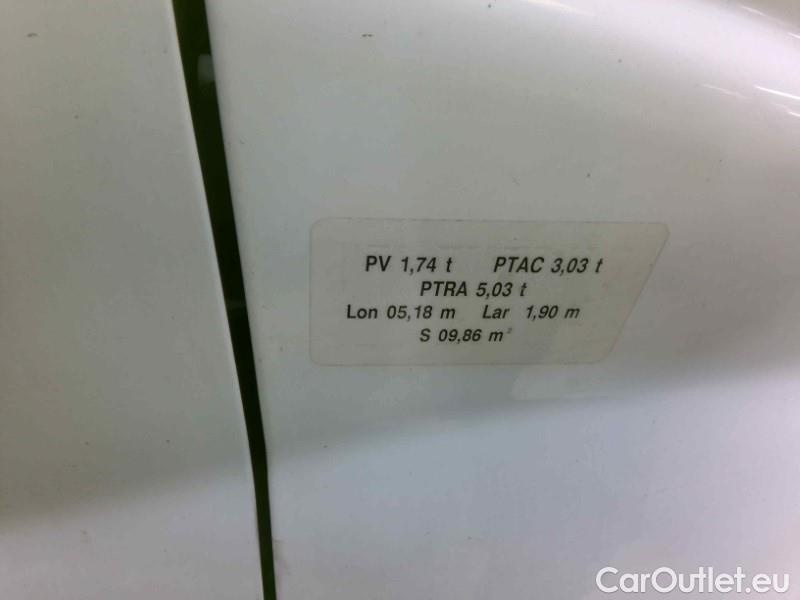 PV 1,74 t PTAC 3,03 t
PTRA 5,03 t
Lon 05,18 m Lar 1,90 m
S 09,86 m²
CarOutlet.eu